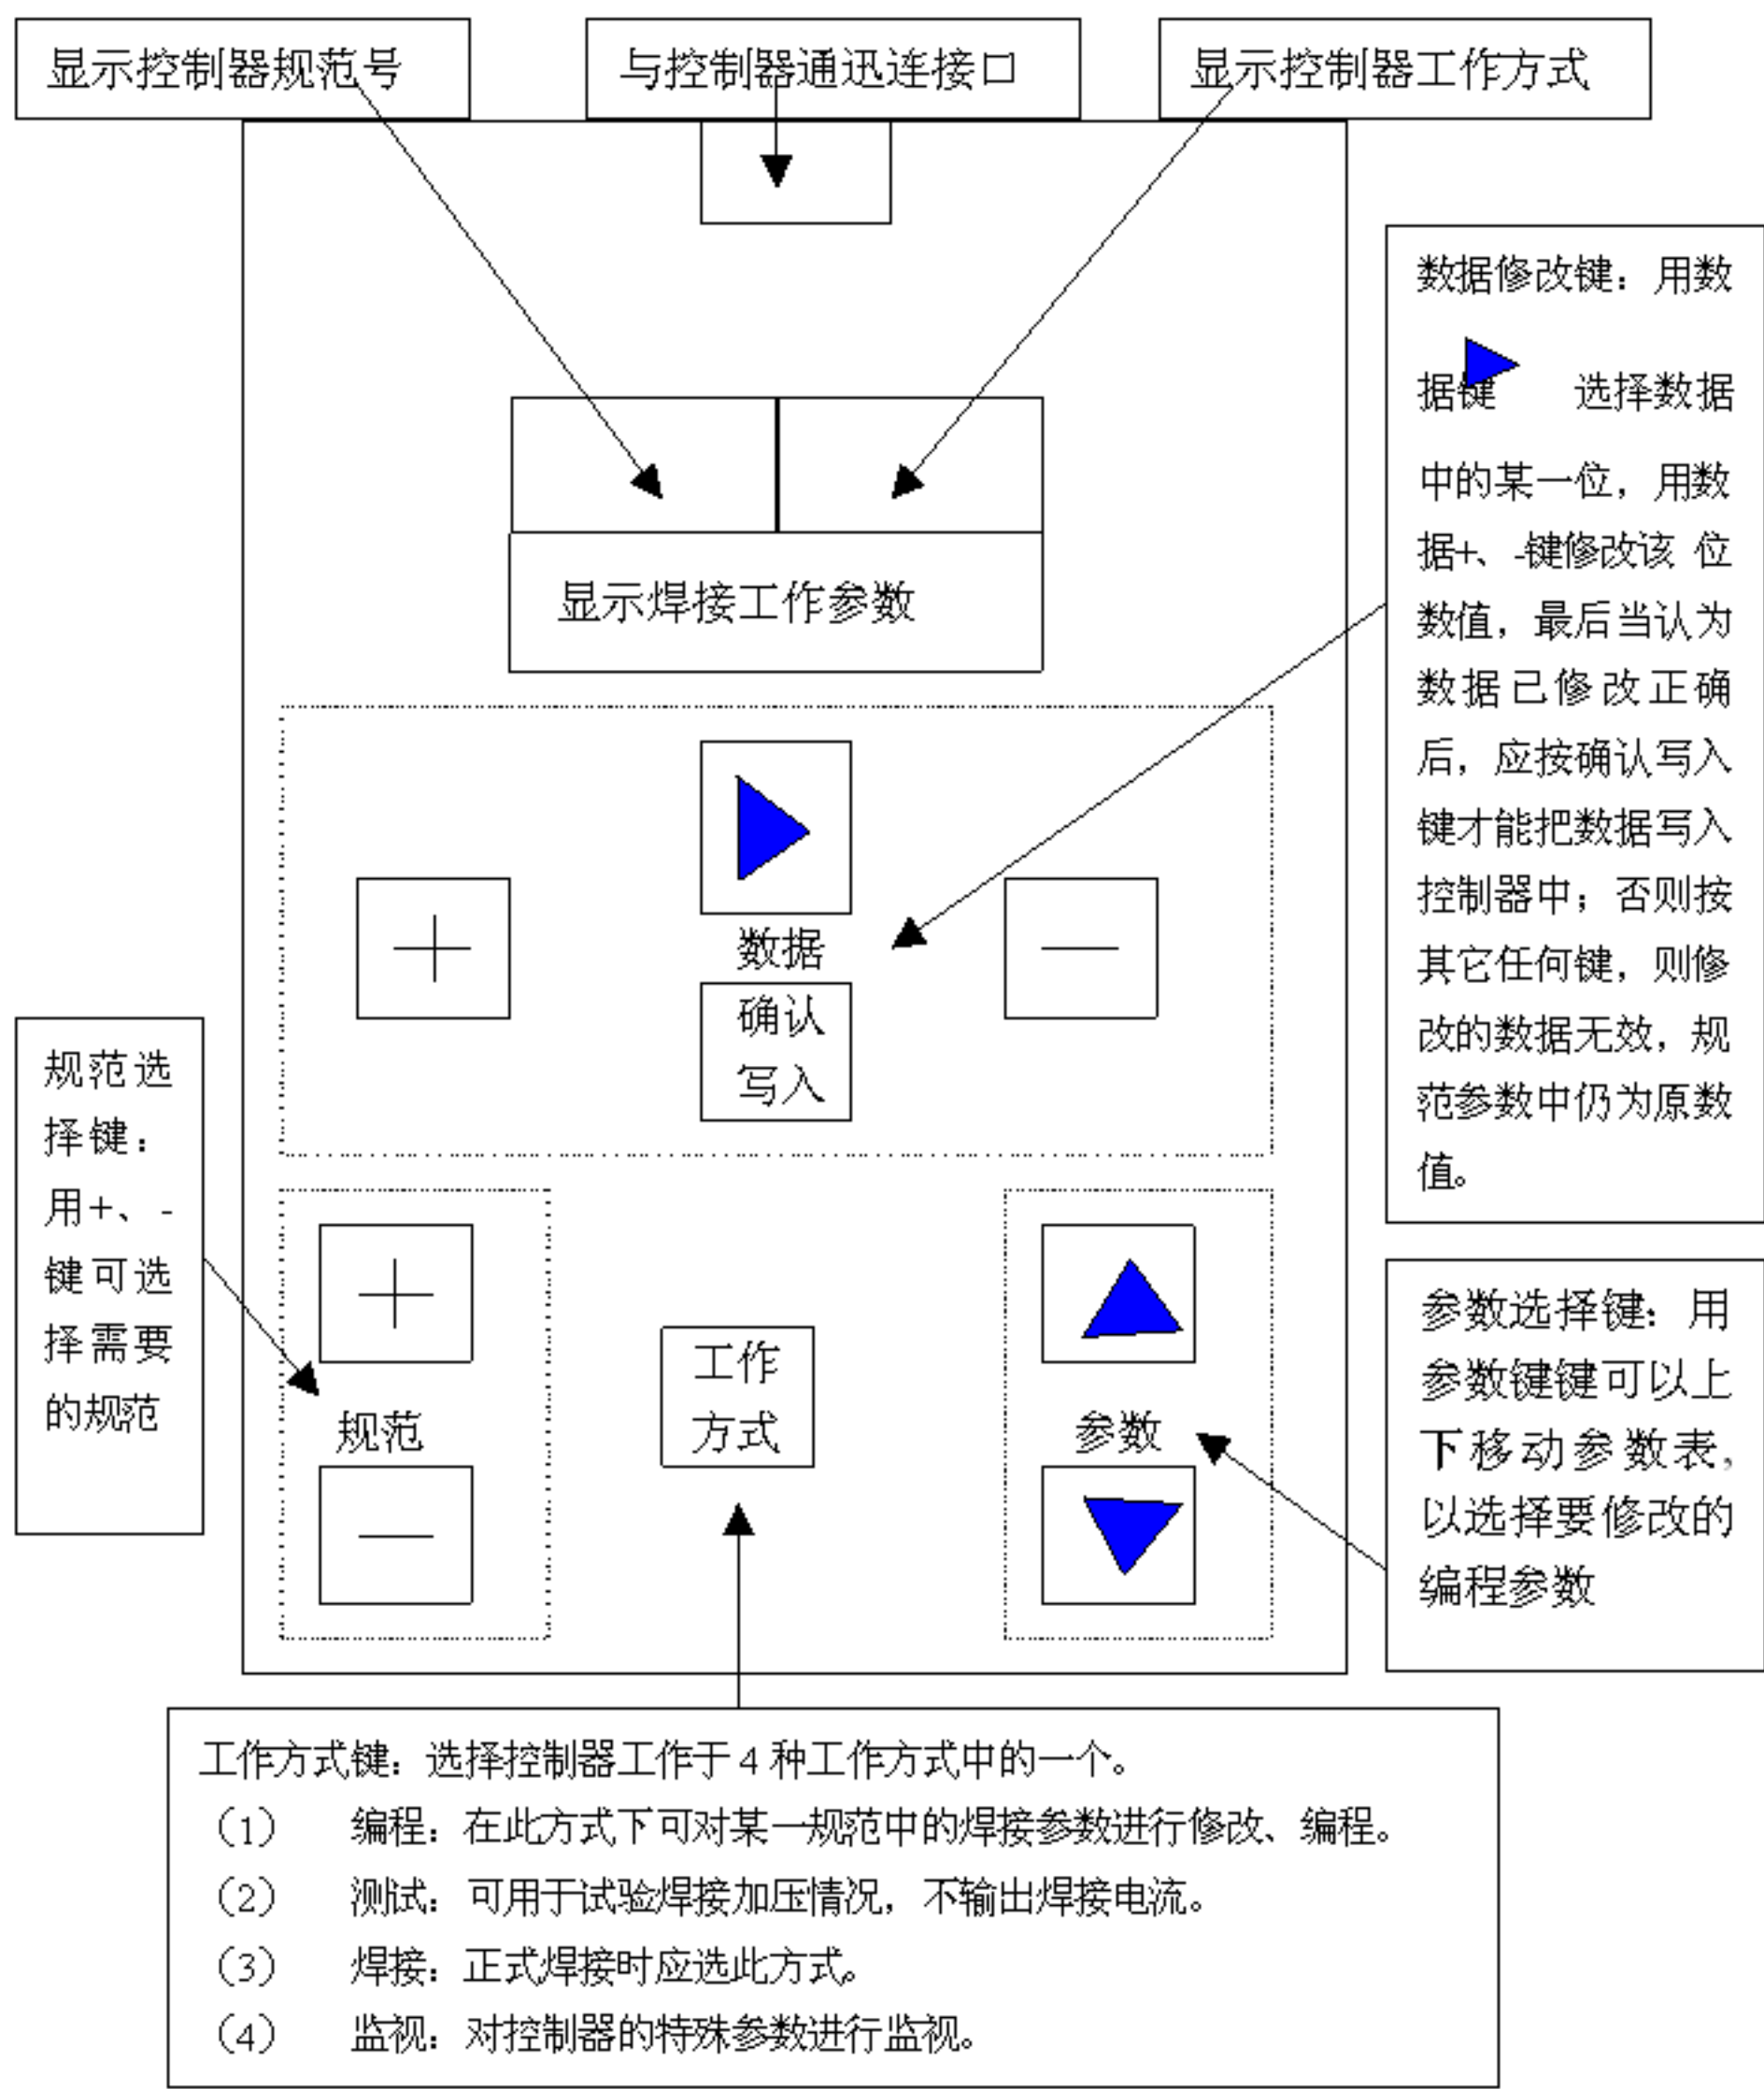 显示控制器规范号
与控制器通迅连接口
显示控制器工作方式
数据修改键：用数
据键 选择数据
中的某一位，用数
据+、-键修改该 位
数值，最后当认为
数据已修改正确
后，应按确认写入
键才能把数据写入
控制器中；否则按
其它任何键，则修
改的数据无效，规
范参数中仍为原数
值。
显示焊接工作参数
数据
确认
写入
规范选
择键：
用+、-
键可选
择需要
的规范
规范
工作
方式
参数
参数选择键：用
参数键键可以上
下移动参数表，
以选择要修改的
编程参数
工作方式键：选择控制器工作于 4 种工作方式中的一个。
（1） 编程：在此方式下可对某一规范中的焊接参数进行修改、编程。
（2） 测试：可用于试验焊接加压情况，不输出焊接电流。
（3） 焊接：正式焊接时应选此方式。
（4） 监视：对控制器的特殊参数进行监视。